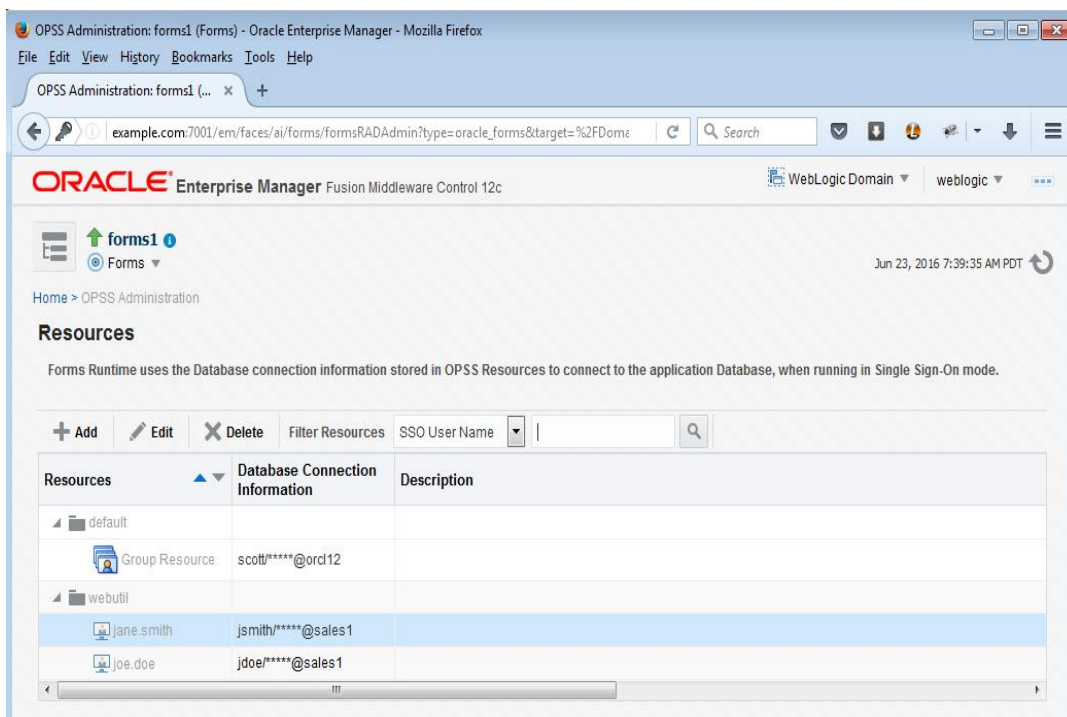 OPSS Administration: forms1 (Forms) - Oracle Enterprise Manager - Mozilla Firefox
File Edit View History Bookmarks Tools Help
OPSS Administration: forms1 (... × +
example.com:7001/em/faces/ai/forms/formsRADAdmin?type=oracle_forms&target=%2FDoma
Search
ORACLE Enterprise Manager Fusion Middleware Control 12c
WebLogic Domain
weblogic
forms1
Forms
Jun 23, 2016 7:39:35 AM PDT
Home > OPSS Administration
Resources
Forms Runtime uses the Database connection information stored in OPSS Resources to connect to the application Database, when running in Single Sign-On mode.
Add Edit Delete Filter Resources SSO User Name
Resources Database Connection Information Description
default
Group Resource scott/*****@orcl12
webutil
jane.smith jsmith/*****@sales1
joe.doe jdoe/*****@sales1